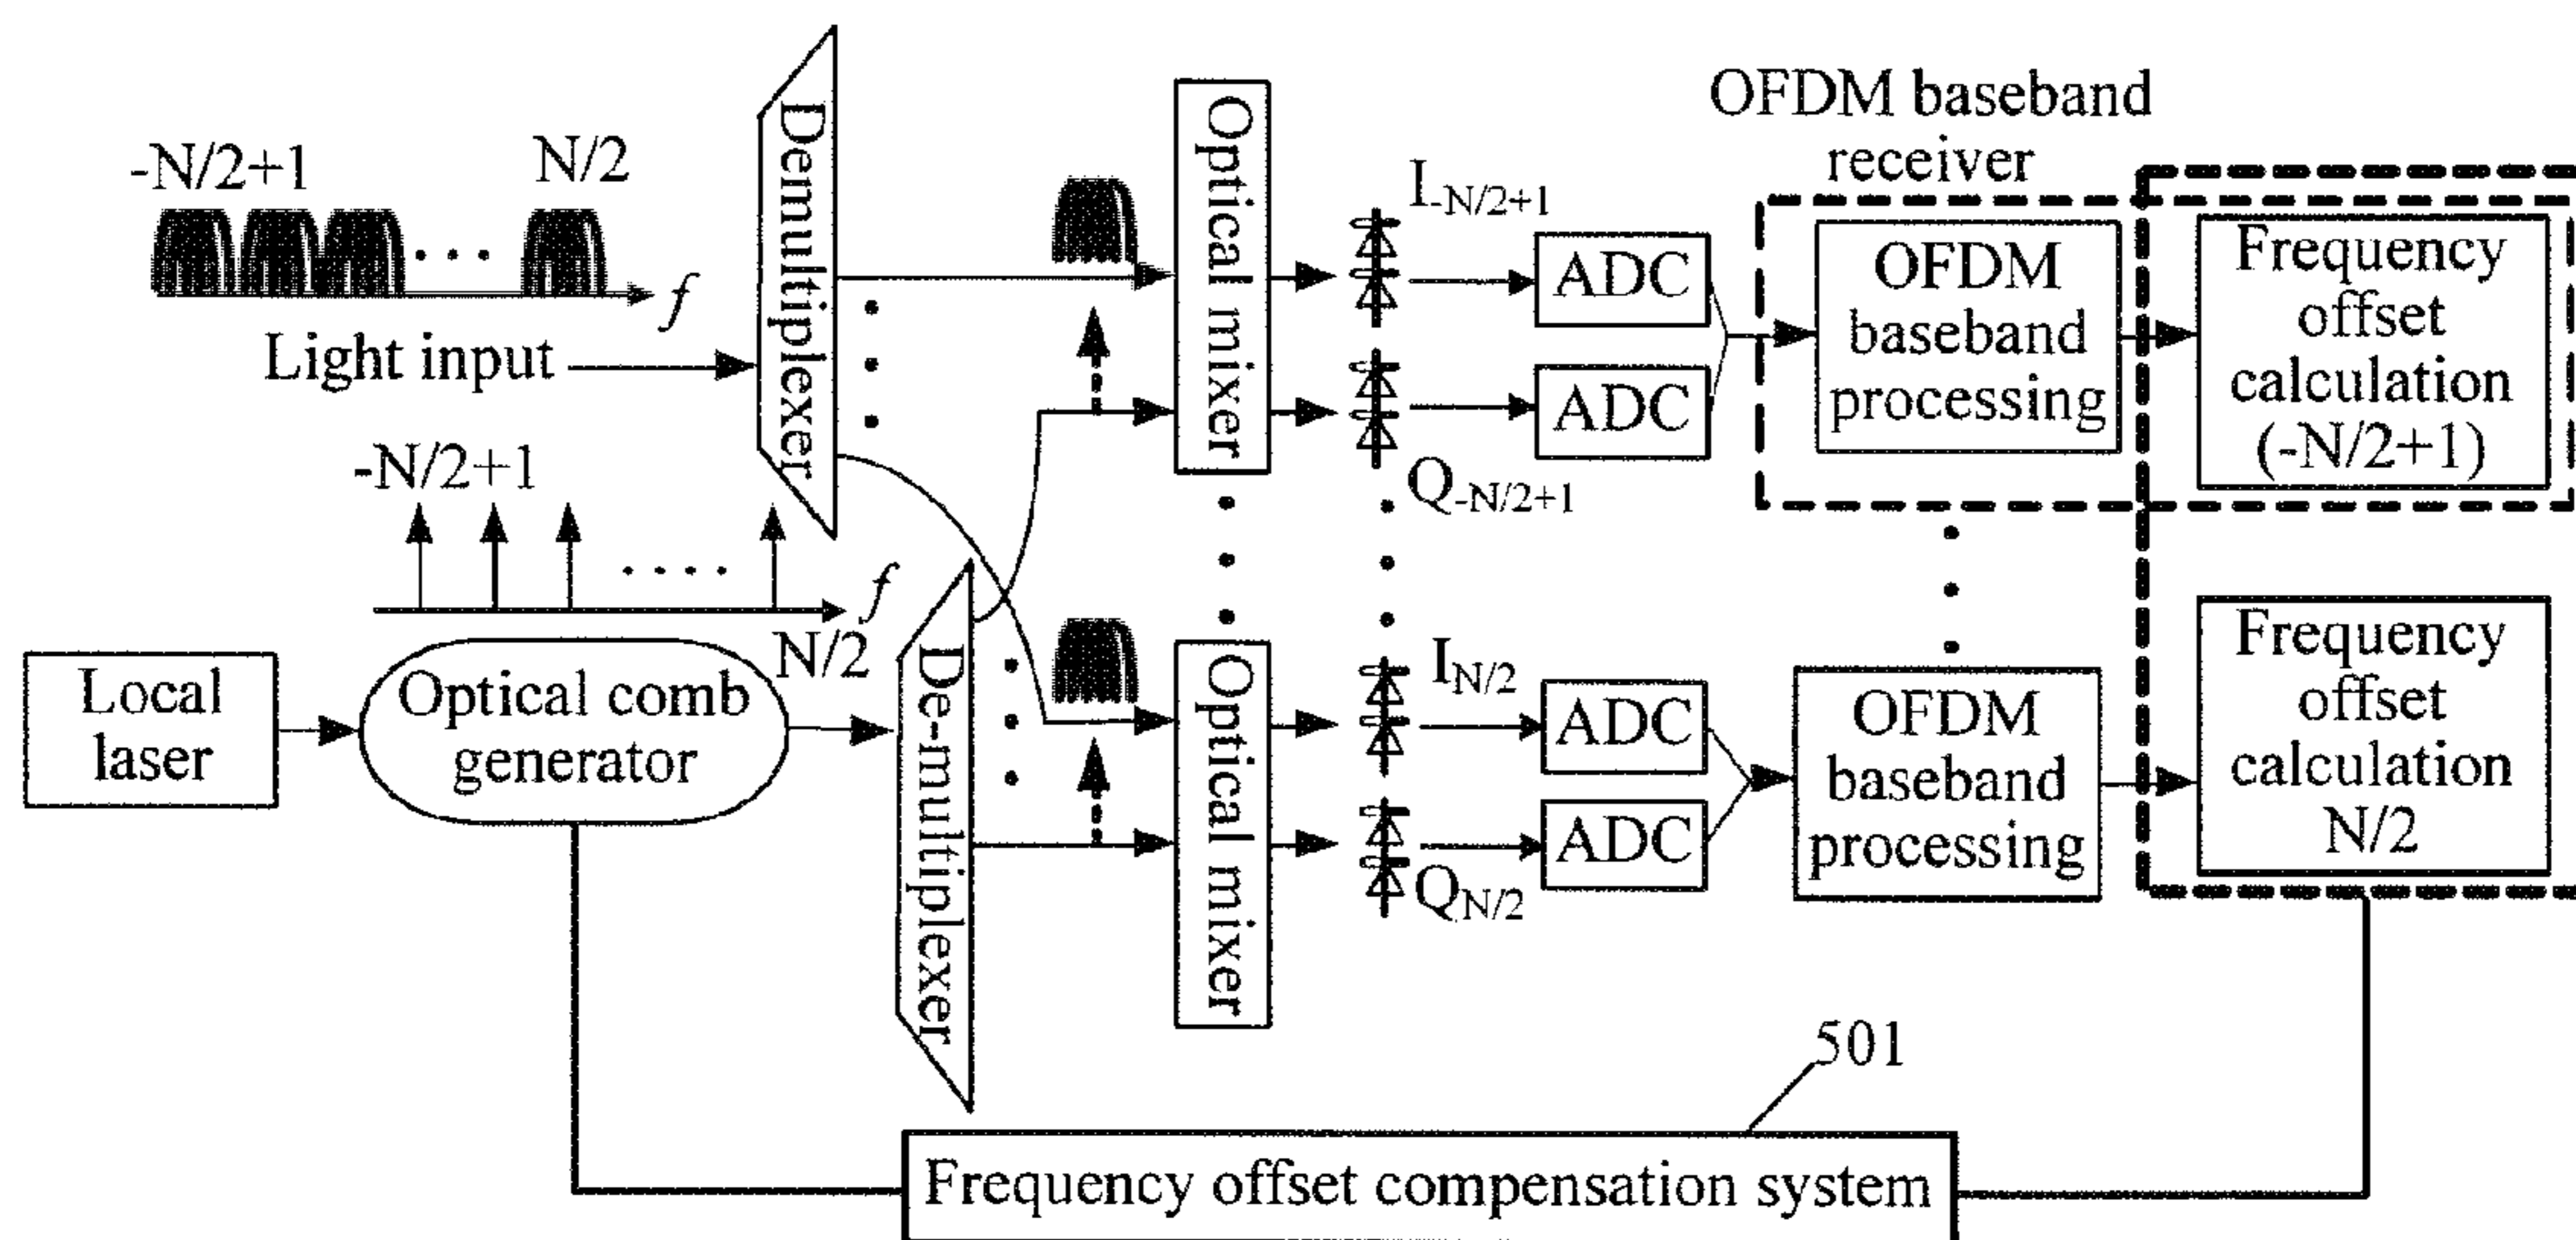 -N/2+1
N/2
f
Light input
-N/2+1
f
N/2
Local
laser
Optical comb
generator
Demultiplexer
De-multiplexer
Optical mixer
Optical mixer
I-N/2+1
Q-N/2+1
IN/2
QN/2
ADC
ADC
ADC
ADC
OFDM baseband
receiver
OFDM
baseband
processing
Frequency
offset
calculation
(-N/2+1)
OFDM
baseband
processing
Frequency
offset
calculation
N/2
501
Frequency offset compensation system